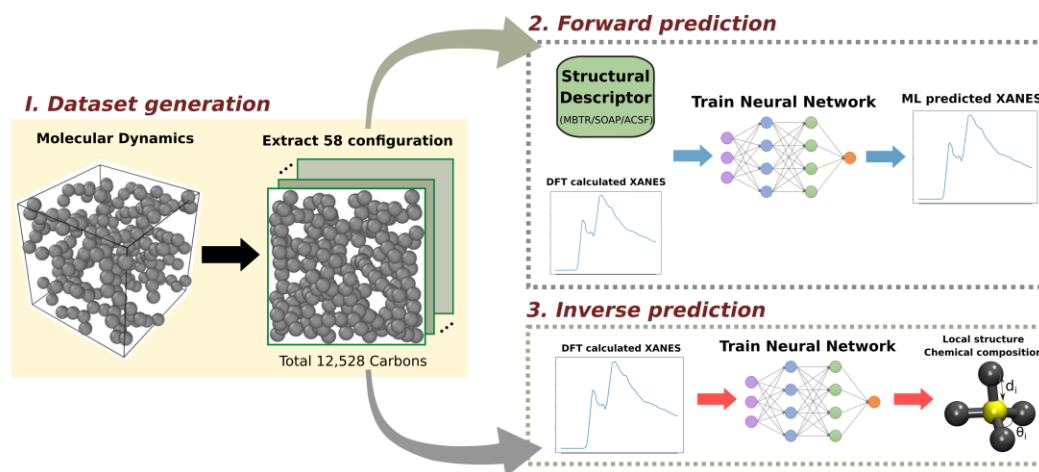 I. Dataset generation
Molecular Dynamics
Extract 58 configuration
Total 12,528 Carbons
2. Forward prediction
Structural
Descriptor
(MBTR/SOAP/ACSF)
DFT calculated XANES
Train Neural Network
ML predicted XANES
3. Inverse prediction
DFT calculated XANES
Train Neural Network
Local structure
Chemical composition
di
θi